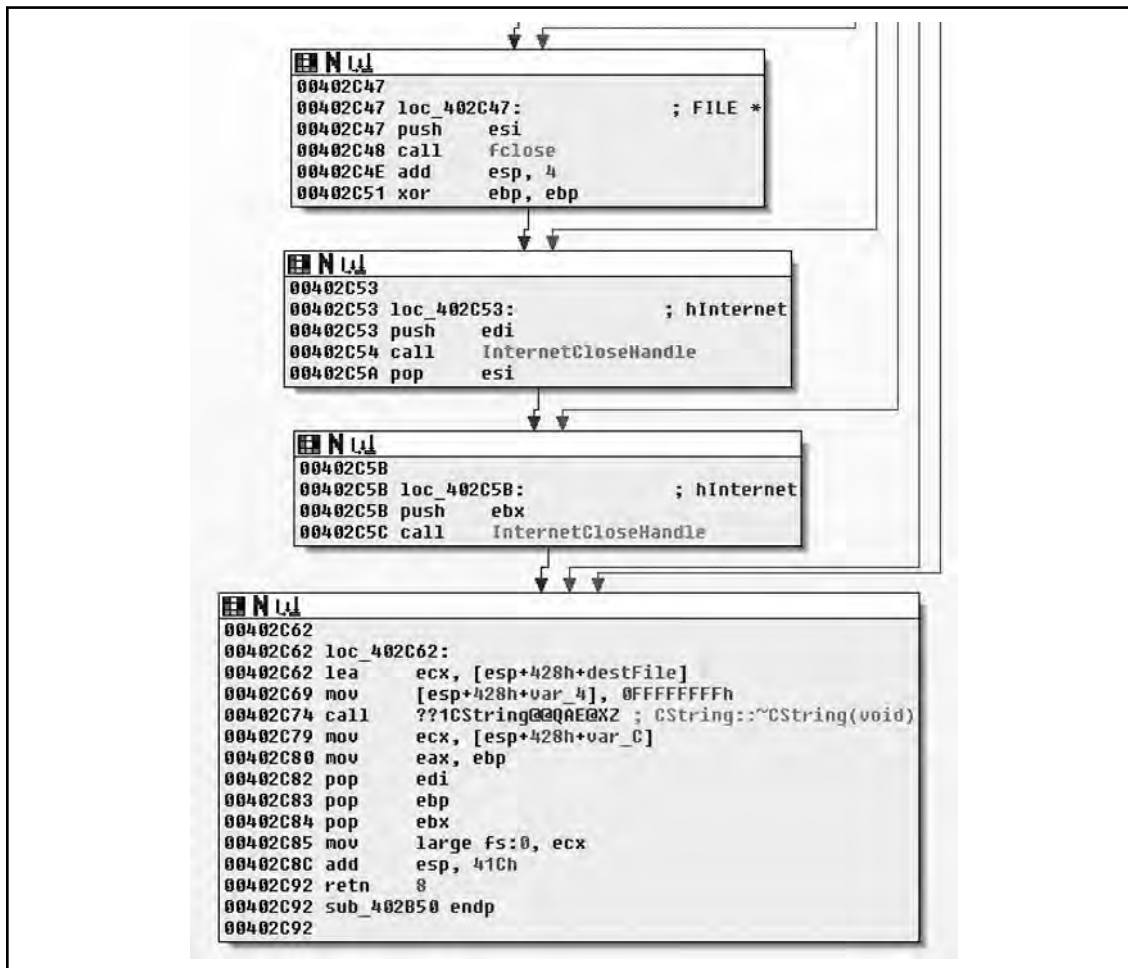 00402C47
00402C47 loc_402C47: ; FILE *
00402C47 push esi
00402C48 call fclose
00402C4E add esp, 4
00402C51 xor ebp, ebp
00402C53
00402C53 loc_402C53: ; hInternet
00402C53 push edi
00402C54 call InternetCloseHandle
00402C5A pop esi
00402C5B
00402C5B loc_402C5B: ; hInternet
00402C5B push ebx
00402C5C call InternetCloseHandle
00402C62
00402C62 loc_402C62:
00402C62 lea ecx, [esp+428h+destFile]
00402C69 mov [esp+428h+var_4], 0FFFFFFFFh
00402C74 call ??1CString@@QAE@XZ ; CString::~CString(void)
00402C79 mov ecx, [esp+428h+var_C]
00402C80 mov eax, ebp
00402C82 pop edi
00402C83 pop ebp
00402C84 pop ebx
00402C85 mov large fs:0, ecx
00402C8C add esp, 41Ch
00402C92 retn 8
00402C92 sub_402B50 endp
00402C92